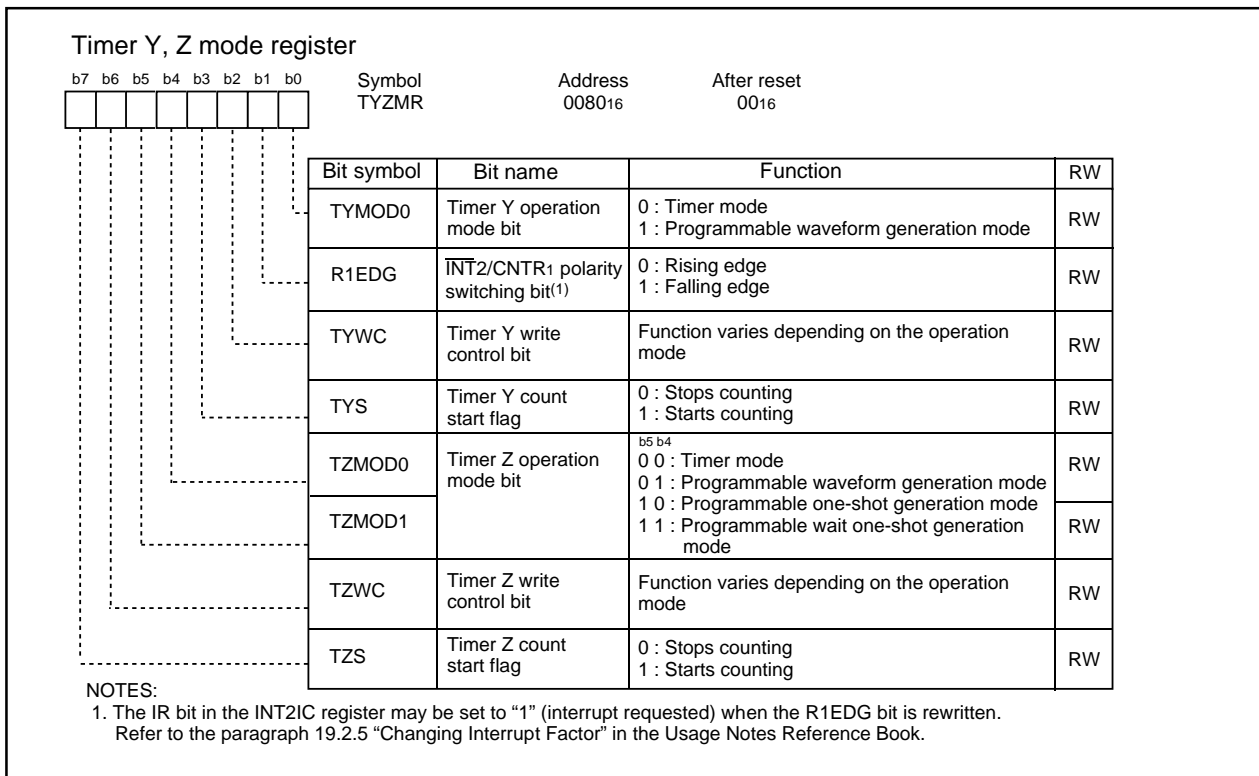 Timer Y, Z mode register
b7 b6 b5 b4 b3 b2 b1 b0
Symbol Address After reset
TYZMR 008016 0016
Bit symbol Bit name Function RW
TYMOD0 Timer Y operation mode bit 0 : Timer mode RW
1 : Programmable waveform generation mode
R1EDG INT2/CNTR1 polarity switching bit(1) 0 : Rising edge RW
1 : Falling edge
TYWC Timer Y write control bit Function varies depending on the operation mode RW
TYS Timer Y count start flag 0 : Stops counting RW
1 : Starts counting
TZMOD0 Timer Z operation mode bit b5 b4 RW
0 0 : Timer mode
0 1 : Programmable waveform generation mode
1 0 : Programmable one-shot generation mode
TZMOD1 1 1 : Programmable wait one-shot generation mode RW
TZWC Timer Z write control bit Function varies depending on the operation mode RW
TZS Timer Z count start flag 0 : Stops counting RW
1 : Starts counting
NOTES:
1. The IR bit in the INT2IC register may be set to “1” (interrupt requested) when the R1EDG bit is rewritten.
Refer to the paragraph 19.2.5 “Changing Interrupt Factor” in the Usage Notes Reference Book.